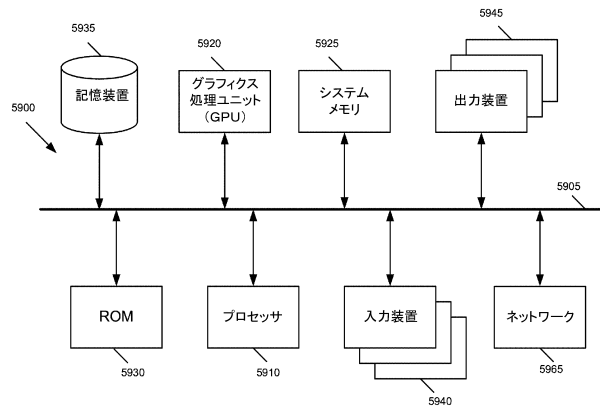 5935
5920
5925
5945
5900
記憶装置
グラフィクス
処理ユニット
(GPU)
システム
メモリ
出力装置
5905
ROM
プロセッサ
入力装置
ネットワーク
5930
5910
5940
5965